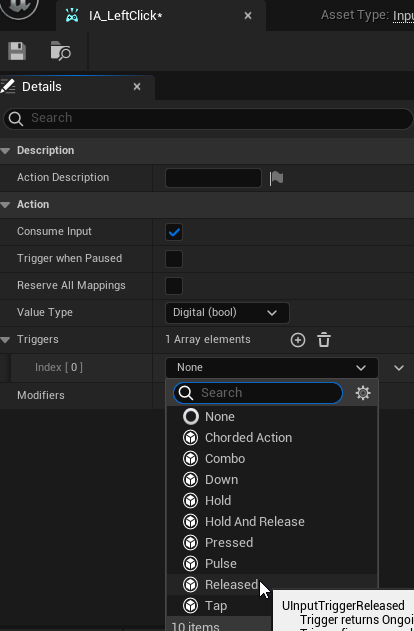 IA_LeftClick*
Asset Type:
Details
Search
Description
Action Description
Action
Consume Input
Trigger when Paused
Reserve All Mappings
Value Type
Digital (bool)
Triggers
1 Array elements
Index [ 0 ]
None
Modifiers
Search
None
Chorded Action
Combo
Down
Hold
Hold And Release
Pressed
Pulse
Released
Tap
10 items
UInputTriggerReleased
Trigger returns Ongoi